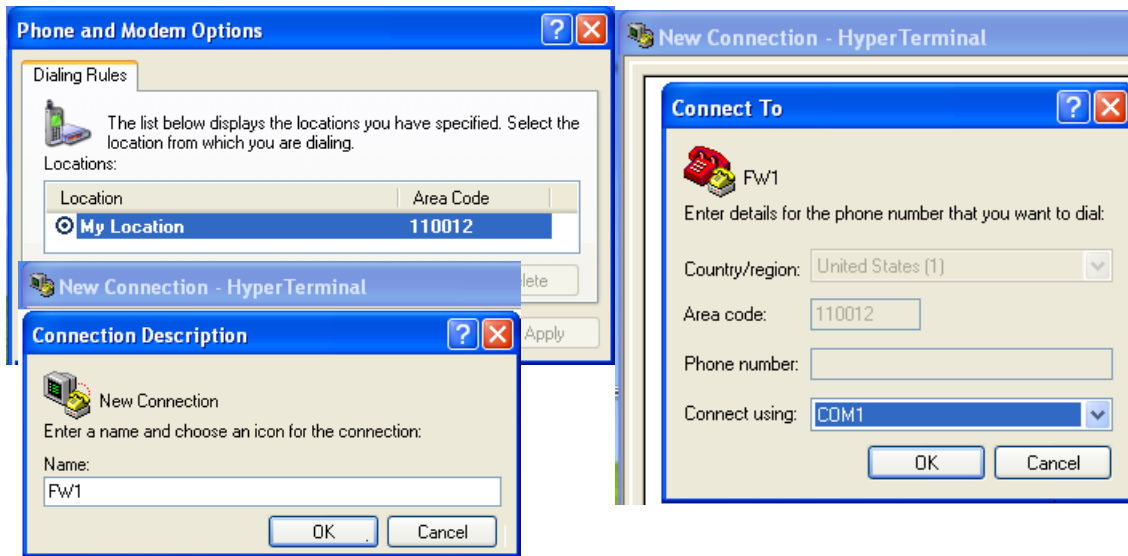 Phone and Modem Options
Dialing Rules
The list below displays the locations you have specified. Select the
location from which you are dialing.
Locations:
Location Area Code
My Location 110012
lete
Apply
New Connection - HyperTerminal
Connection Description
New Connection
Enter a name and choose an icon for the connection:
Name:
FW1
OK Cancel
New Connection - HyperTerminal
Connect To
FW1
Enter details for the phone number that you want to dial:
Country/region: United States (1)
Area code: 110012
Phone number:
Connect using: COM1
OK Cancel